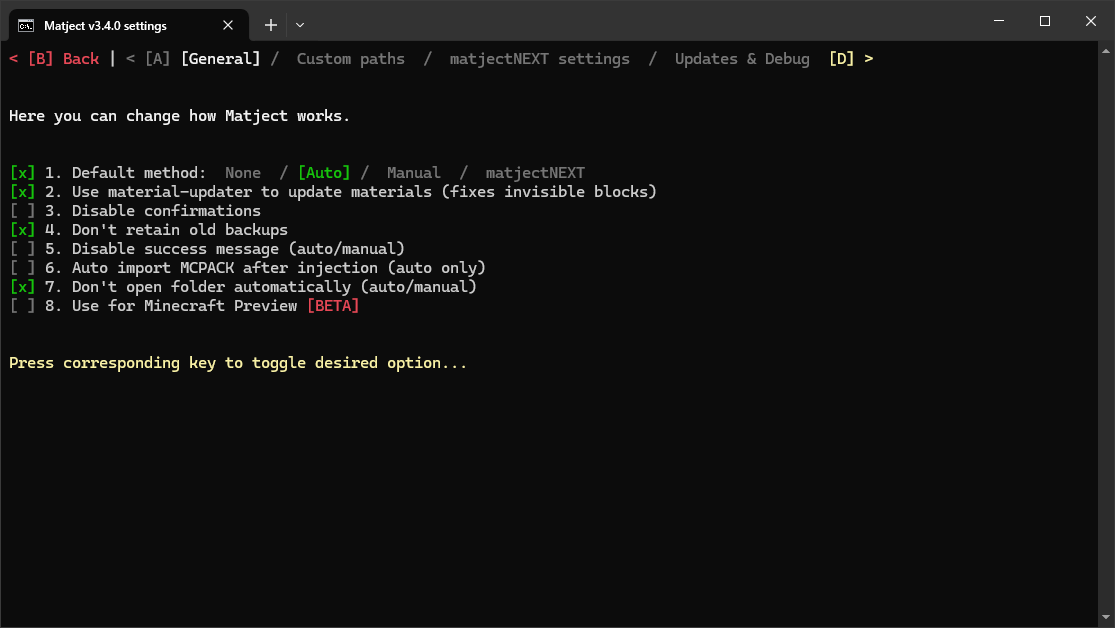 Matject v3.4.0 settings
< [B] Back | < [A] [General] / Custom paths / matjectNEXT settings / Updates & Debug [D] >
Here you can change how Matject works.
[x] 1. Default method: None / [Auto] / Manual / matjectNEXT
[x] 2. Use material-updater to update materials (fixes invisible blocks)
[ ] 3. Disable confirmations
[x] 4. Don't retain old backups
[ ] 5. Disable success message (auto/manual)
[ ] 6. Auto import MCPACK after injection (auto only)
[x] 7. Don't open folder automatically (auto/manual)
[ ] 8. Use for Minecraft Preview [BETA]
Press corresponding key to toggle desired option...